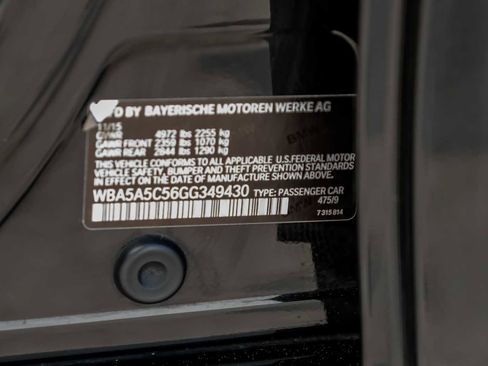 MFD BY BAYERISCHE MOTOREN WERKE AG
11/15
GVWR 4972 lbs 2255 kg
GAWR FRONT 2359 lbs 1070 kg
GAWR REAR 2844 lbs 1290 kg
THIS VEHICLE CONFORMS TO ALL APPLICABLE U.S. FEDERAL MOTOR
VEHICLE SAFETY, BUMPER AND THEFT PREVENTION STANDARDS
IN EFFECT ON THE DATE OF MANUFACTURE SHOWN ABOVE.
WBA5A5C56GG349430 TYPE: PASSENGER CAR
475/9
7 315 814